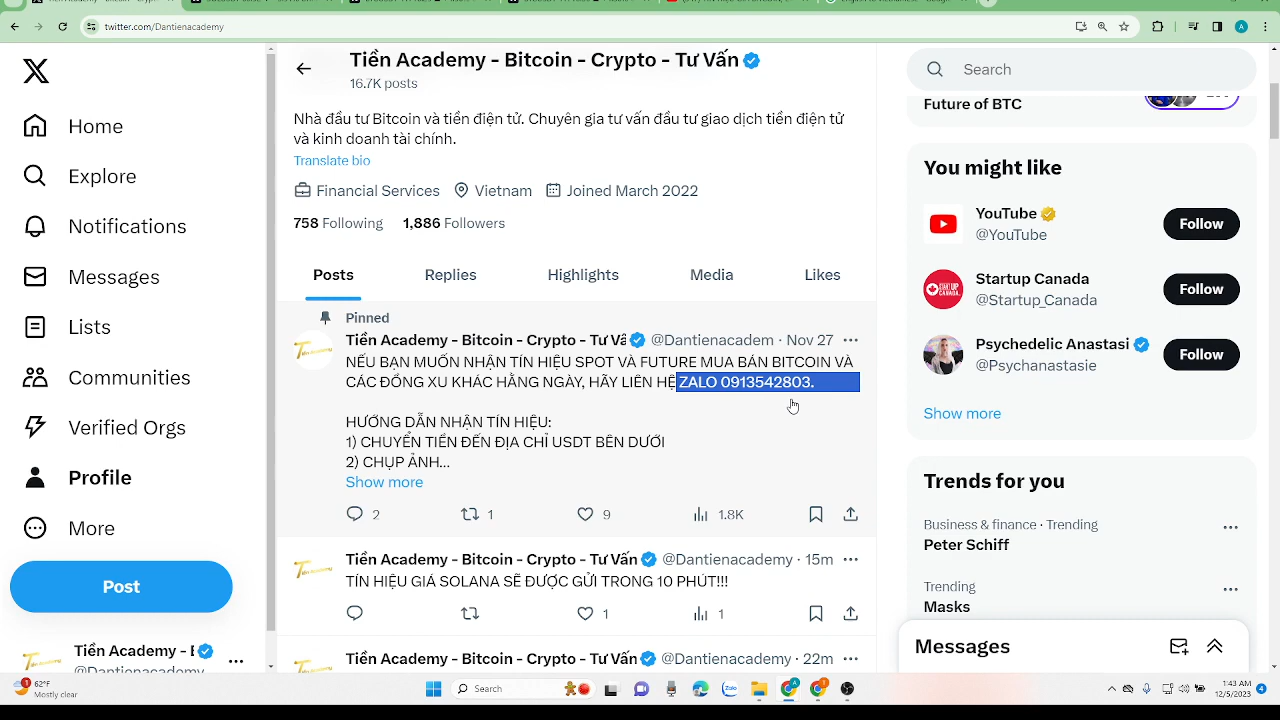 twitter.com/Dantienacademy
Tiền Academy - Bitcoin - Crypto - Tư Vấn
16.7K posts
Nhà đầu tư Bitcoin và tiền điện tử. Chuyên gia tư vấn đầu tư giao dịch tiền điện tử
và kinh doanh tài chính.
Translate bio
Financial Services Vietnam Joined March 2022
758 Following 1,886 Followers
Posts Replies Highlights Media Likes
Pinned
Tiền Academy - Bitcoin - Crypto - Tư @Dantienacadem · Nov 27
NẾU BẠN MUỐN NHẬN TÍN HIỆU SPOT VÀ FUTURE MUA BÁN BITCOIN VÀ
CÁC ĐỒNG XU KHÁC HẰNG NGÀY, HÃY LIÊN HỆ ZALO 0913542803.
HƯỚNG DẪN NHẬN TÍN HIỆU:
1) CHUYỂN TIỀN ĐẾN ĐỊA CHỈ USDT BÊN DƯỚI
2) CHỤP ẢNH...
Show more
2 1 9 1.8K
Tiền Academy - Bitcoin - Crypto - Tư Vấn @Dantienacademy · 15m
TÍN HIỆU GIÁ SOLANA SẼ ĐƯỢC GỬI TRONG 10 PHÚT!!!
1 1
Tiền Academy - Bitcoin - Crypto - Tư Vấn @Dantienacademy · 22m
Home
Explore
Notifications
Messages
Lists
Communities
Verified Orgs
Profile
More
Post
Tiền Academy -
@Dantienacademy
Search
Future of BTC
You might like
YouTube
@YouTube
Follow
Startup Canada
@Startup_Canada
Follow
Psychedelic Anastasi
@Psychanastasie
Follow
Show more
Trends for you
Business & finance · Trending
Peter Schiff
Trending
Masks
Messages
62°F
Mostly clear
Search
Zalo
1:43 AM
12/5/2023